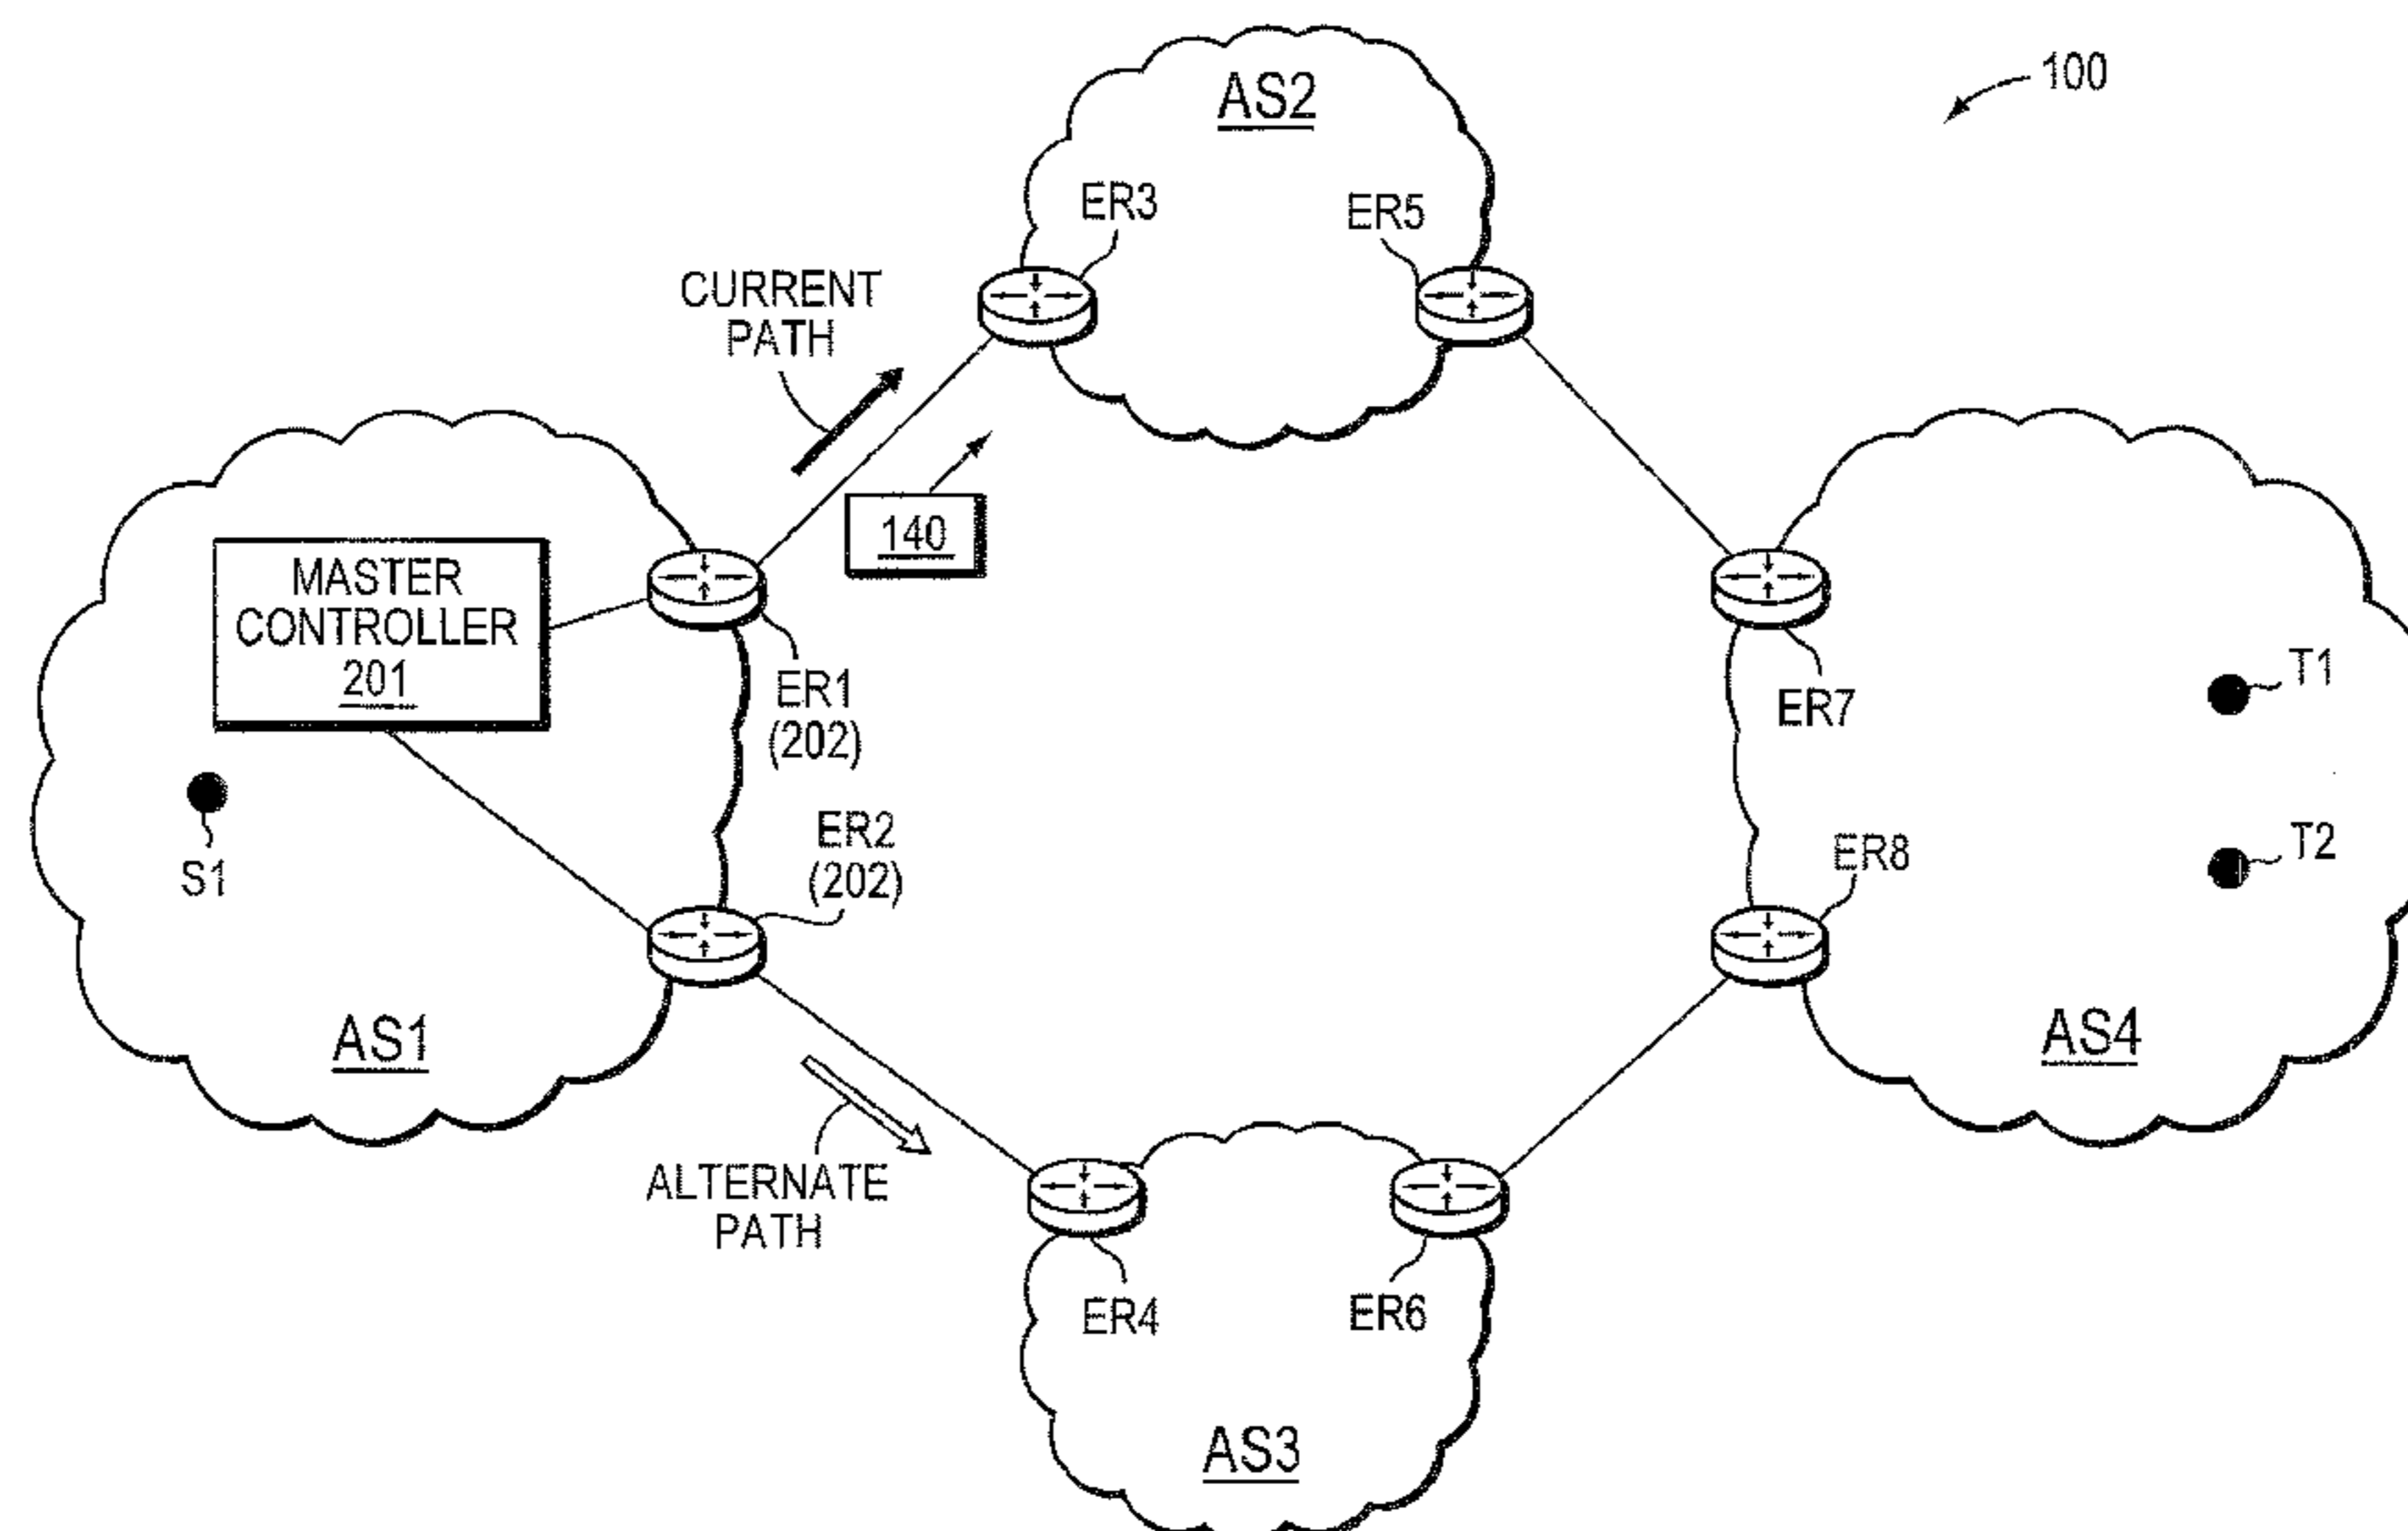 100
AS2
ER3
ER5
CURRENT
PATH
140
MASTER
CONTROLLER
201
ER1
(202)
ER7
T1
S1
ER2
(202)
ER8
T2
AS1
AS4
ALTERNATE
PATH
ER4
ER6
AS3